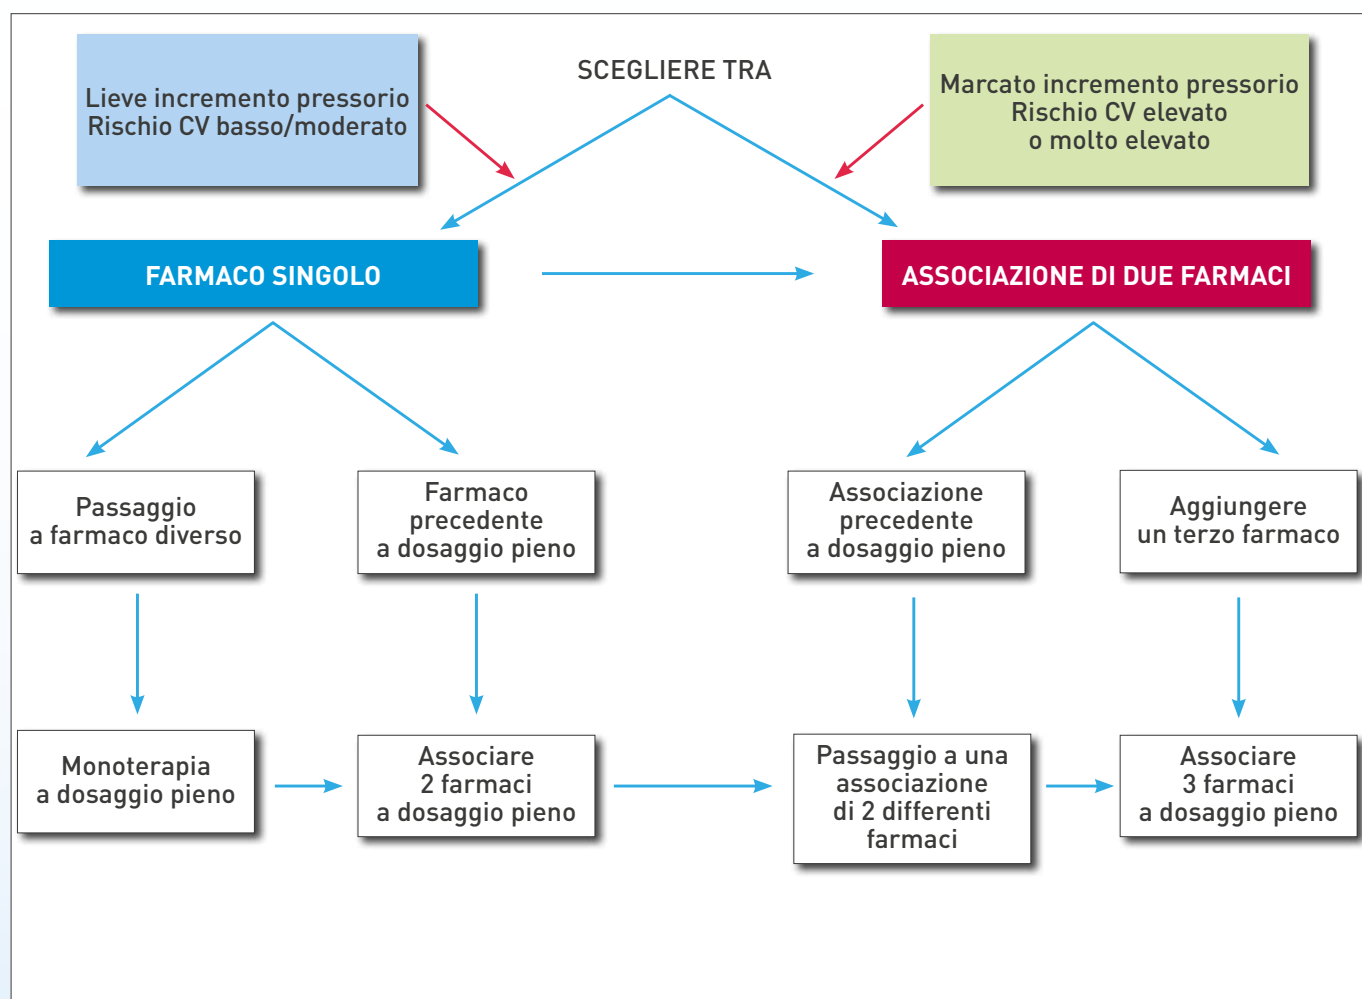 SCEGLIERE TRA
Lieve incremento pressorio
Rischio CV basso/moderato
Marcato incremento pressorio
Rischio CV elevato
o molto elevato
FARMACO SINGOLO
ASSOCIAZIONE DI DUE FARMACI
Passaggio
a farmaco diverso
Farmaco
precedente
a dosaggio pieno
Associazione
precedente
a dosaggio pieno
Aggiungere
un terzo farmaco
Monoterapia
a dosaggio pieno
Associare
2 farmaci
a dosaggio pieno
Passaggio a una
associazione
di 2 differenti
farmaci
Associare
3 farmaci
a dosaggio pieno